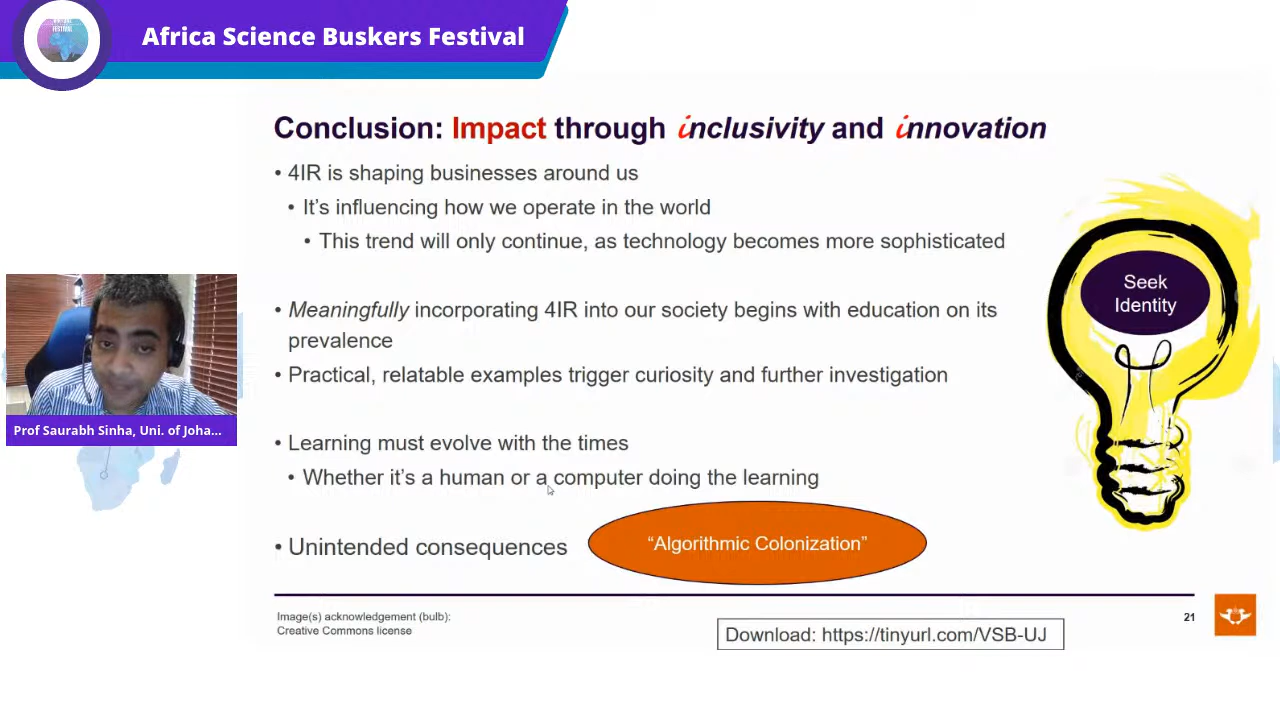 Africa Science Buskers Festival
Conclusion: Impact through inclusivity and innovation
• 4IR is shaping businesses around us
• It’s influencing how we operate in the world
• This trend will only continue, as technology becomes more sophisticated
• Meaningfully incorporating 4IR into our society begins with education on its
prevalence
• Practical, relatable examples trigger curiosity and further investigation
• Learning must evolve with the times
• Whether it’s a human or a computer doing the learning
• Unintended consequences
“Algorithmic Colonization”
Seek
Identity
Prof Saurabh Sinha, Uni. of Joha...
Image(s) acknowledgement (bulb):
Creative Commons license
21
Download: https://tinyurl.com/VSB-UJ